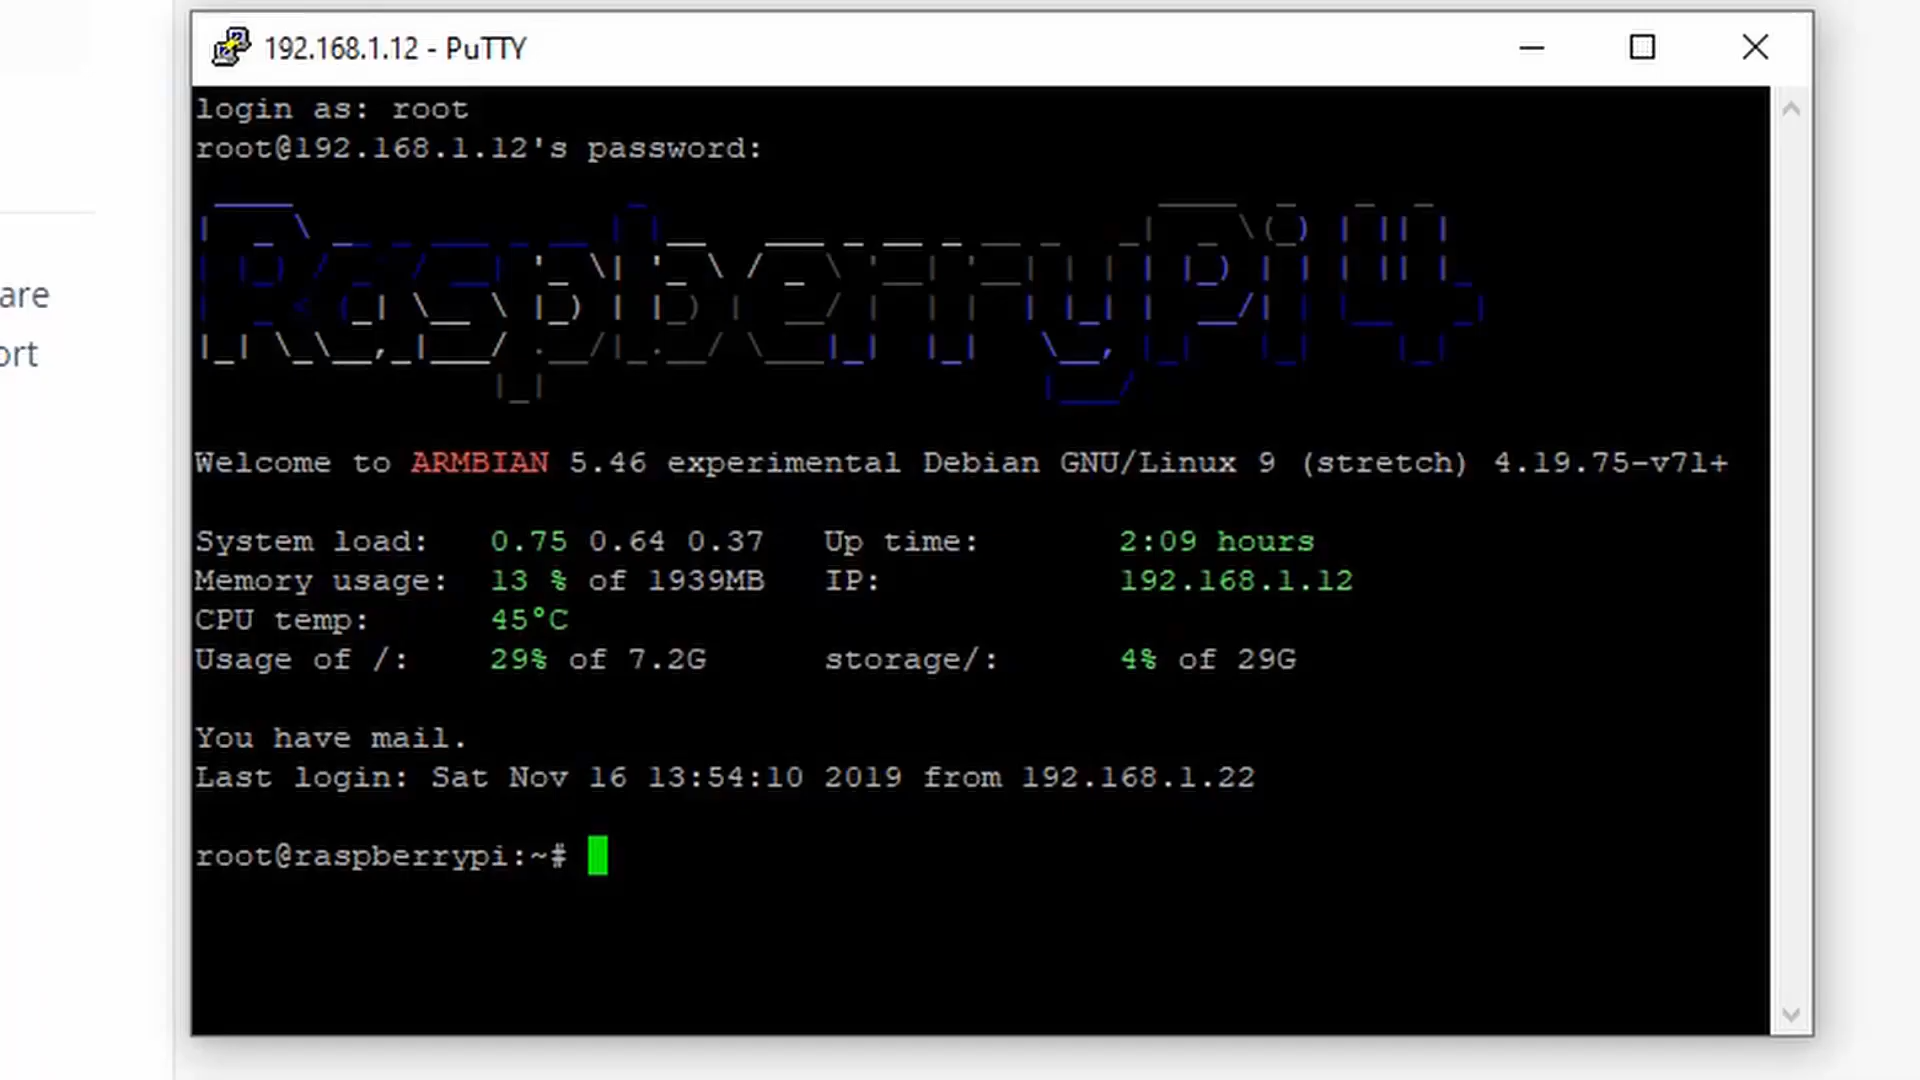 192.168.1.12 - PuTTY
login as: root
root@192.168.1.12's password:
RaspberryPi4
Welcome to ARMBIAN 5.46 experimental Debian GNU/Linux 9 (stretch) 4.19.75-v7l+
System load: 0.75 0.64 0.37 Up time: 2:09 hours
Memory usage: 13 % of 1939MB IP: 192.168.1.12
CPU temp: 45°C
Usage of /: 29% of 7.2G storage/: 4% of 29G
You have mail.
Last login: Sat Nov 16 13:54:10 2019 from 192.168.1.22
root@raspberrypi:~#
are
ort